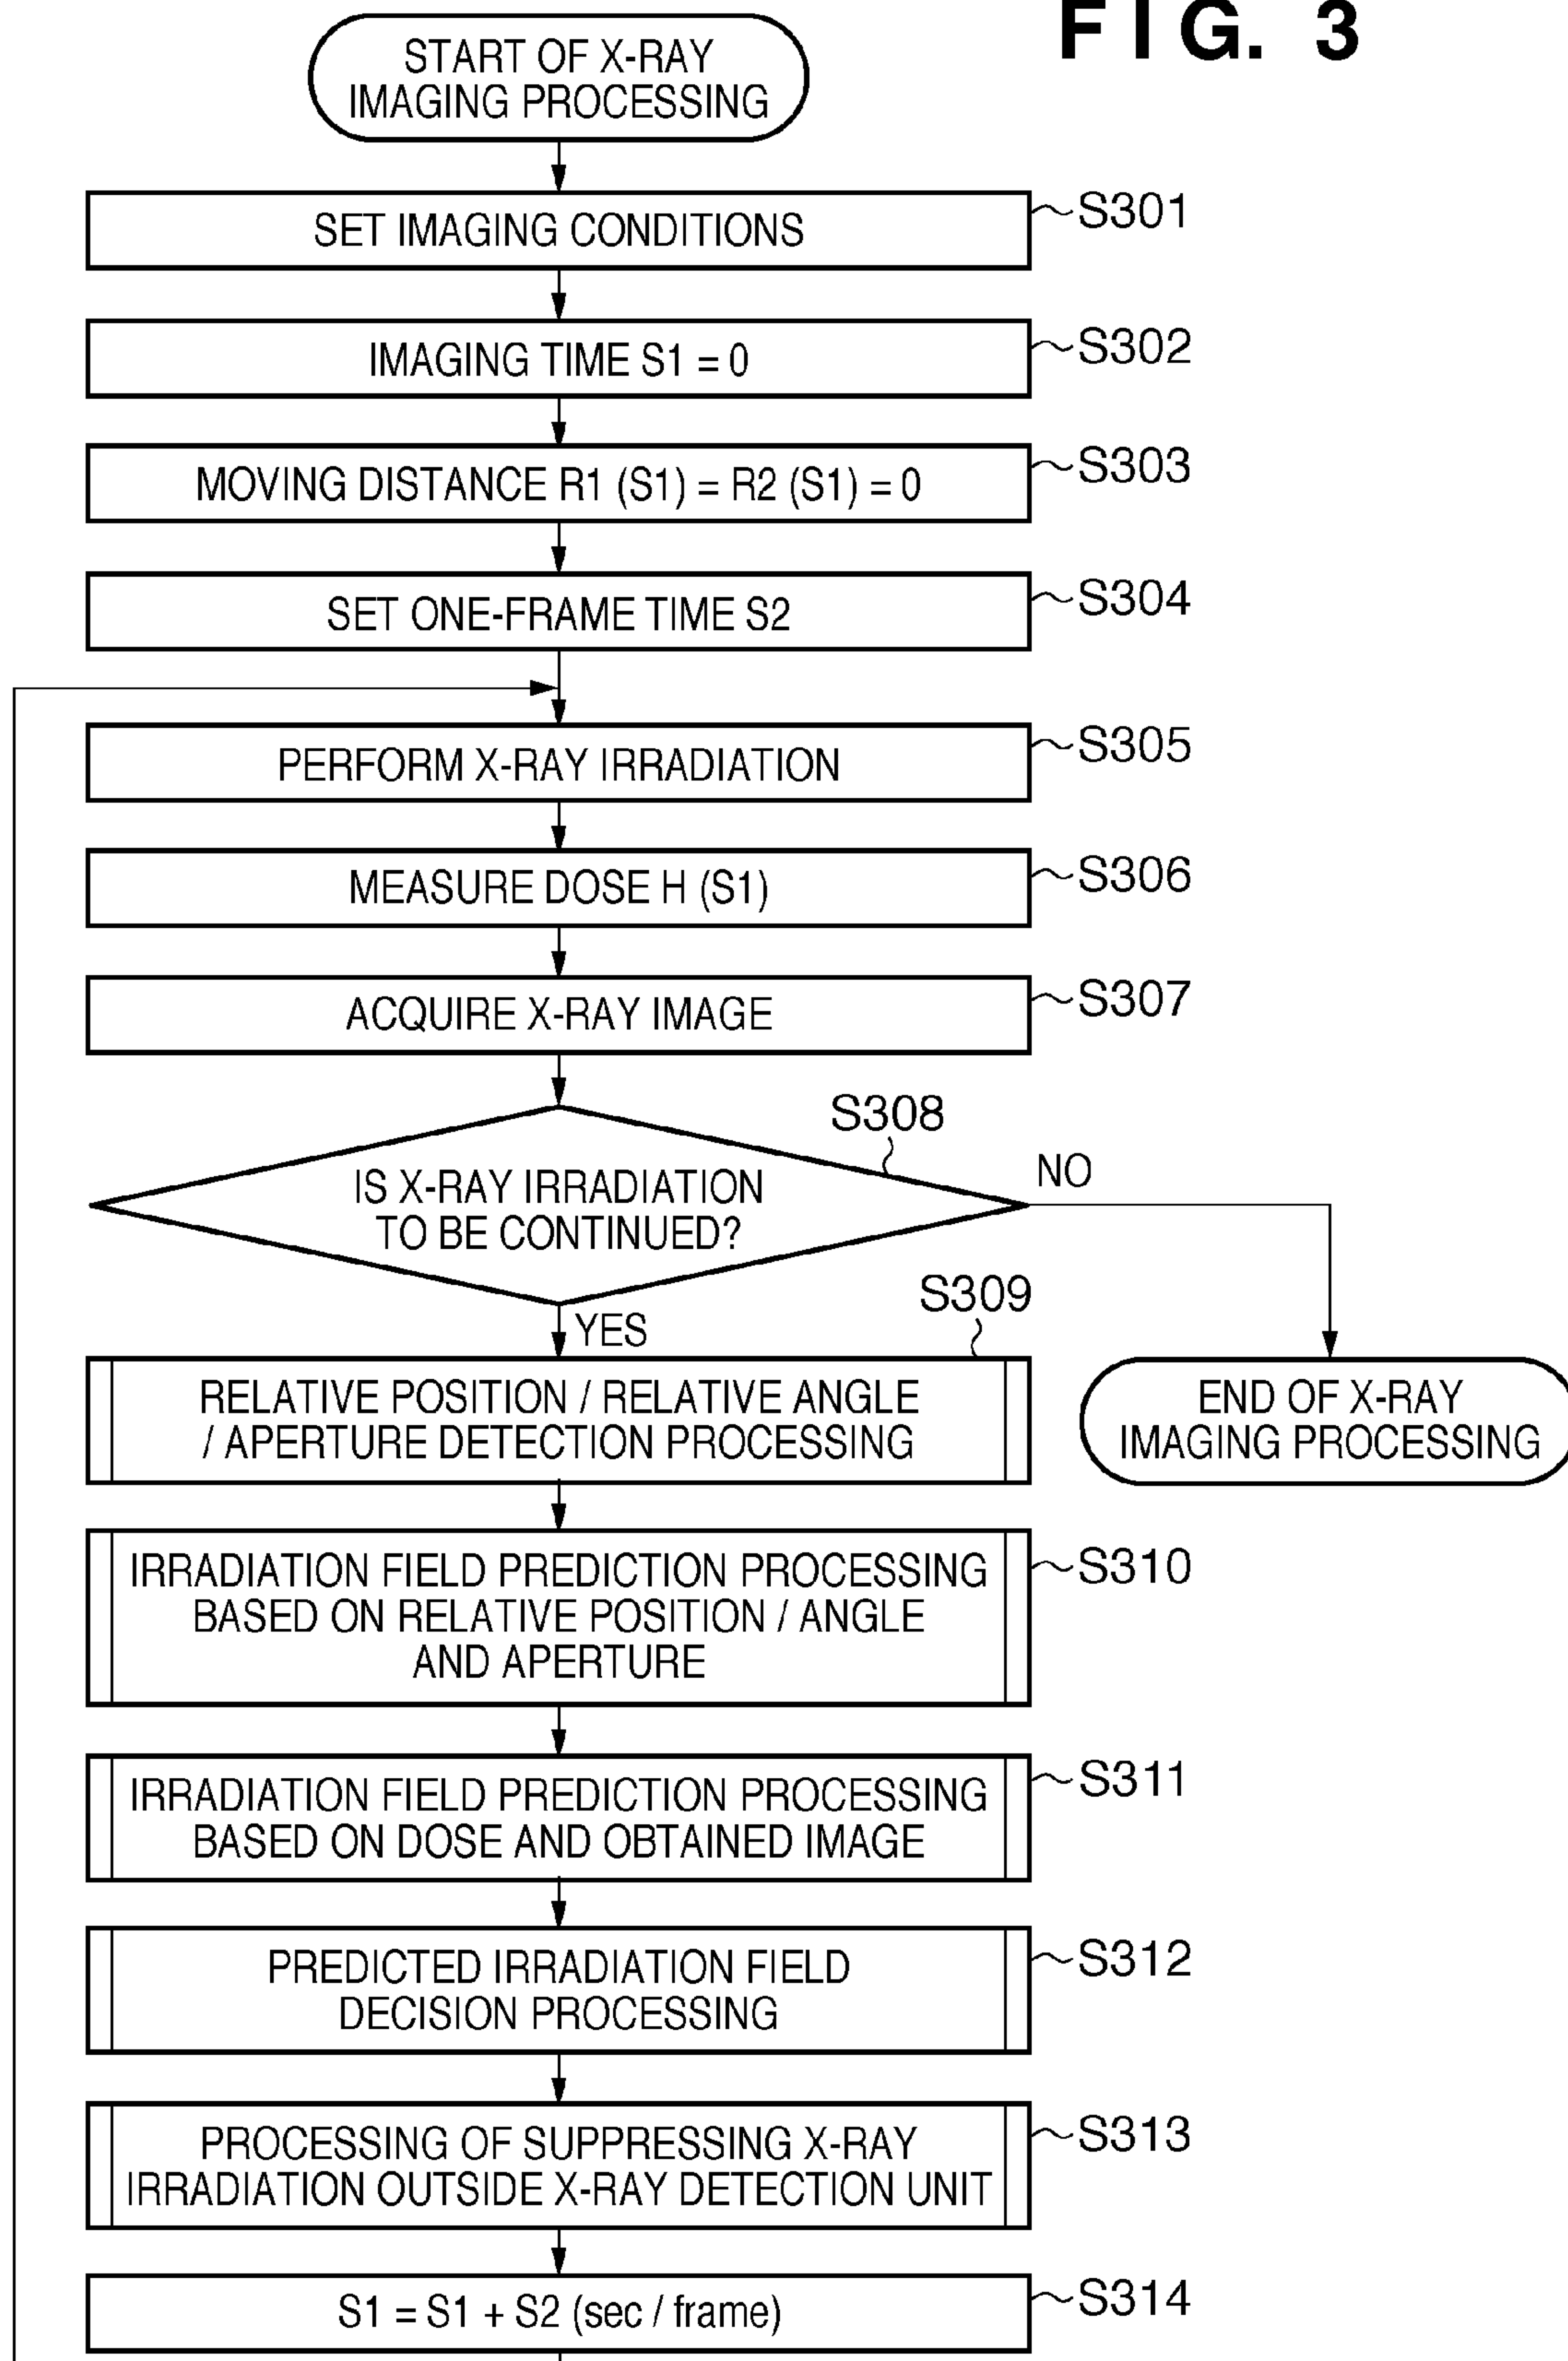 FIG. 3
START OF X-RAY
IMAGING PROCESSING
SET IMAGING CONDITIONS
S301
IMAGING TIME S1 = 0
S302
MOVING DISTANCE R1 (S1) = R2 (S1) = 0
S303
SET ONE-FRAME TIME S2
S304
PERFORM X-RAY IRRADIATION
S305
MEASURE DOSE H (S1)
S306
ACQUIRE X-RAY IMAGE
S307
S308
IS X-RAY IRRADIATION
TO BE CONTINUED?
NO
YES
S309
RELATIVE POSITION / RELATIVE ANGLE
/ APERTURE DETECTION PROCESSING
END OF X-RAY
IMAGING PROCESSING
IRRADIATION FIELD PREDICTION PROCESSING
BASED ON RELATIVE POSITION / ANGLE
AND APERTURE
S310
IRRADIATION FIELD PREDICTION PROCESSING
BASED ON DOSE AND OBTAINED IMAGE
S311
PREDICTED IRRADIATION FIELD
DECISION PROCESSING
S312
PROCESSING OF SUPPRESSING X-RAY
IRRADIATION OUTSIDE X-RAY DETECTION UNIT
S313
S1 = S1 + S2 (sec / frame)
S314